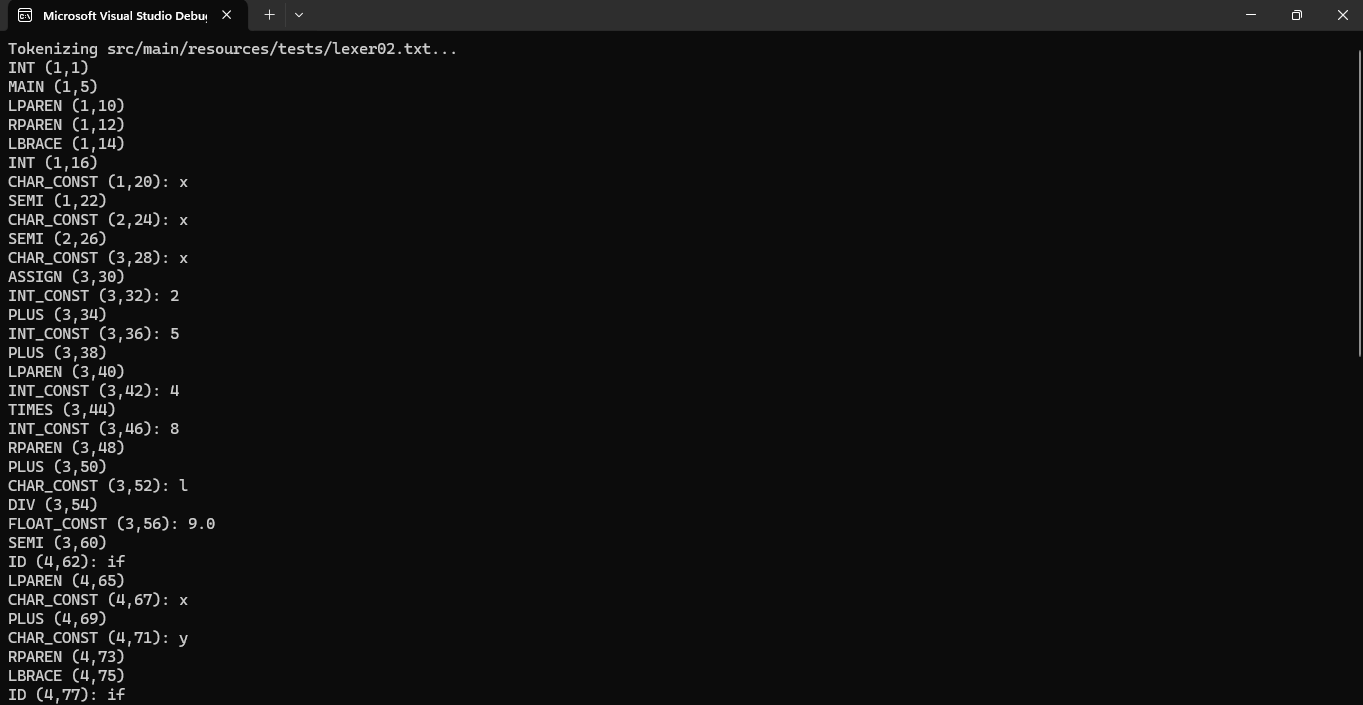 Microsoft Visual Studio Debu
Tokenizing src/main/resources/tests/lexer02.txt...
INT (1,1)
MAIN (1,5)
LPAREN (1,10)
RPAREN (1,12)
LBRACE (1,14)
INT (1,16)
CHAR_CONST (1,20): x
SEMI (1,22)
CHAR_CONST (2,24): x
SEMI (2,26)
CHAR_CONST (3,28): x
ASSIGN (3,30)
INT_CONST (3,32): 2
PLUS (3,34)
INT_CONST (3,36): 5
PLUS (3,38)
LPAREN (3,40)
INT_CONST (3,42): 4
TIMES (3,44)
INT_CONST (3,46): 8
RPAREN (3,48)
PLUS (3,50)
CHAR_CONST (3,52): l
DIV (3,54)
FLOAT_CONST (3,56): 9.0
SEMI (3,60)
ID (4,62): if
LPAREN (4,65)
CHAR_CONST (4,67): x
PLUS (4,69)
CHAR_CONST (4,71): y
RPAREN (4,73)
LBRACE (4,75)
ID (4,77): if